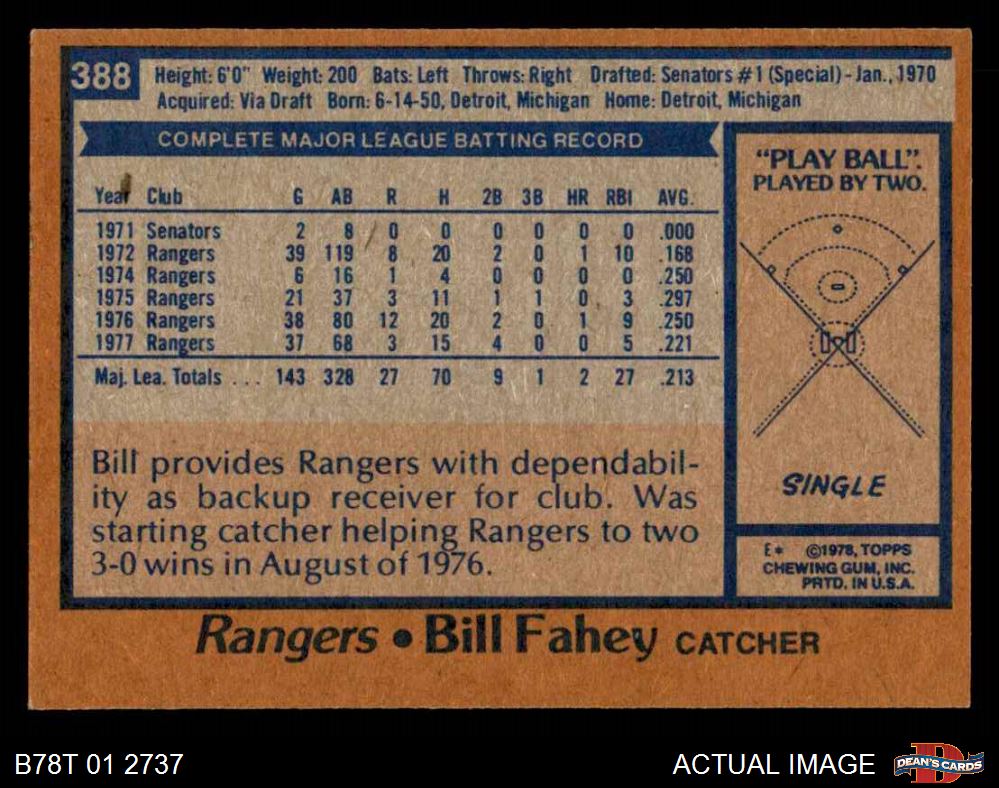 388
Height: 6'0" Weight: 200 Bats: Left Throws: Right Drafted: Senators #1 (Special) - Jan., 1970
Acquired: Via Draft Born: 6-14-50, Detroit, Michigan Home: Detroit, Michigan
COMPLETE MAJOR LEAGUE BATTING RECORD
Year Club G AB R H 2B 3B HR RBI AVG.
1971 Senators 2 8 0 0 0 0 0 0 .000
1972 Rangers 39 119 8 20 2 0 1 10 .168
1974 Rangers 6 16 1 4 0 0 0 0 .250
1975 Rangers 21 37 3 11 1 1 0 3 .297
1976 Rangers 38 80 12 20 2 0 1 9 .250
1977 Rangers 37 68 3 15 4 0 0 5 .221
Maj. Lea. Totals ... 143 328 27 70 9 1 2 27 .213
Bill provides Rangers with dependabil-
ity as backup receiver for club. Was
starting catcher helping Rangers to two
3-0 wins in August of 1976.
"PLAY BALL".
PLAYED BY TWO.
SINGLE
E* ©1978, TOPPS
CHEWING GUM, INC.
PRTD. IN U.S.A.
Rangers • Bill Fahey CATCHER
B78T 01 2737
ACTUAL IMAGE
DEAN'S CARDS